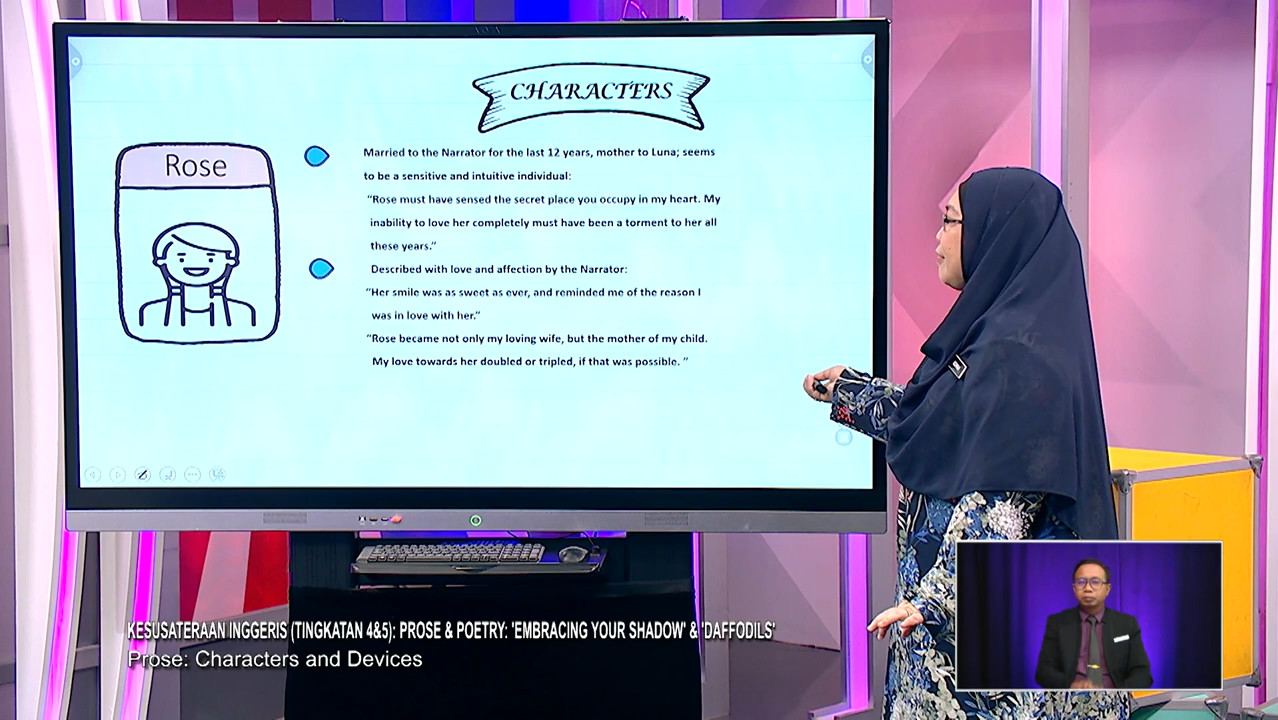 CHARACTERS
Rose
Married to the Narrator for the last 12 years, mother to Luna; seems
to be a sensitive and intuitive individual:
"Rose must have sensed the secret place you occupy in my heart. My
inability to love her completely must have been a torment to her all
these years."
Described with love and affection by the Narrator:
"Her smile was as sweet as ever, and reminded me of the reason I
was in love with her."
"Rose became not only my loving wife, but the mother of my child.
My love towards her doubled or tripled, if that was possible. "
KESUSATERAAN INGGERIS (TINGKATAN 4&5): PROSE & POETRY: 'EMBRACING YOUR SHADOW' & 'DAFFODILS'
Prose: Characters and Devices